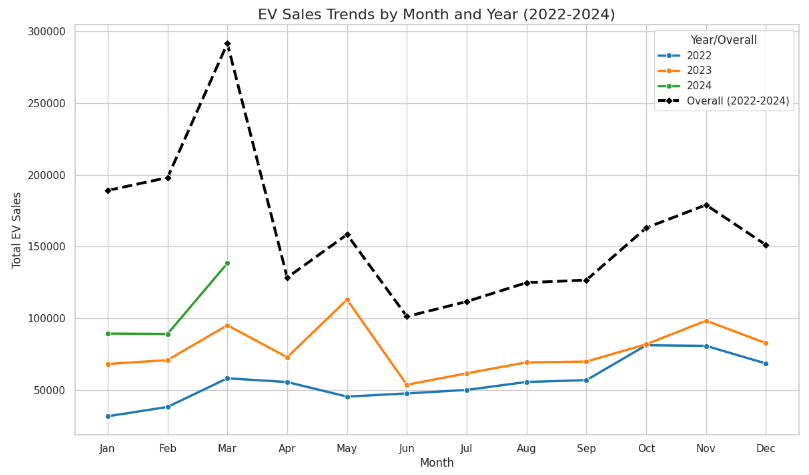 EV Sales Trends by Month and Year (2022-2024)
Year/Overall
2022
2023
2024
Overall (2022-2024)
300000
250000
200000
150000
100000
50000
Total EV Sales
Jan Feb Mar Apr May Jun Jul Aug Sep Oct Nov Dec
Month